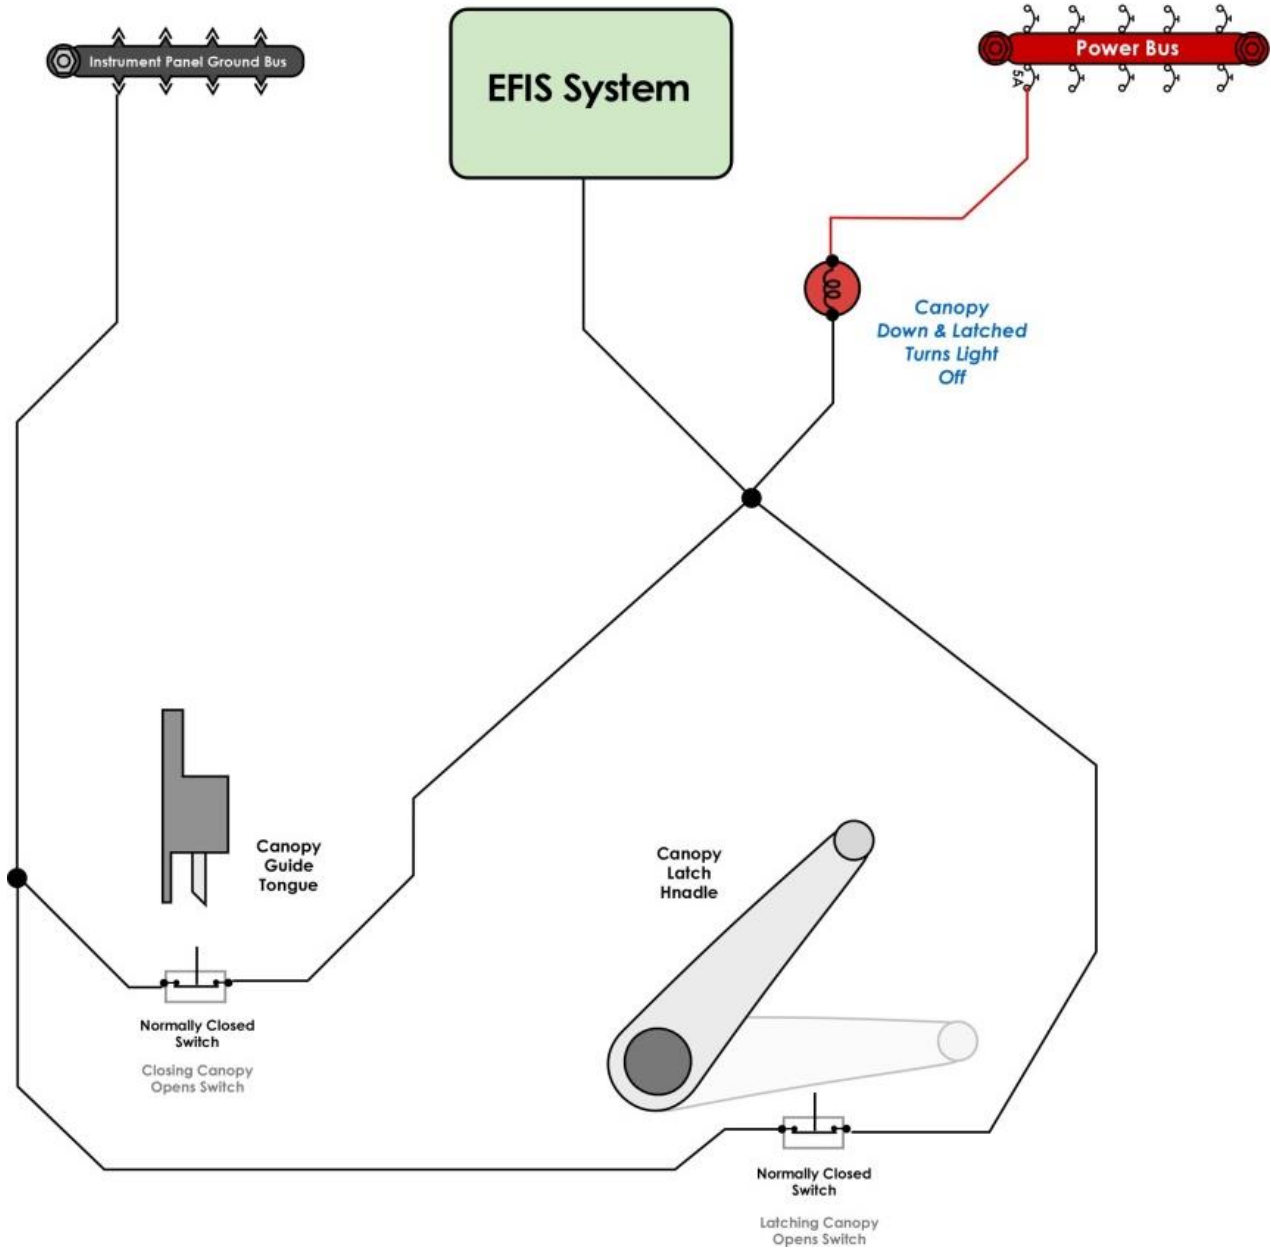 Instrument Panel Ground Bus
EFIS System
Power Bus
5A
Canopy
Down & Latched
Turns Light
Off
Canopy
Guide
Tongue
Canopy
Latch
Hnadle
Normally Closed
Switch
Closing Canopy
Opens Switch
Normally Closed
Switch
Latching Canopy
Opens Switch